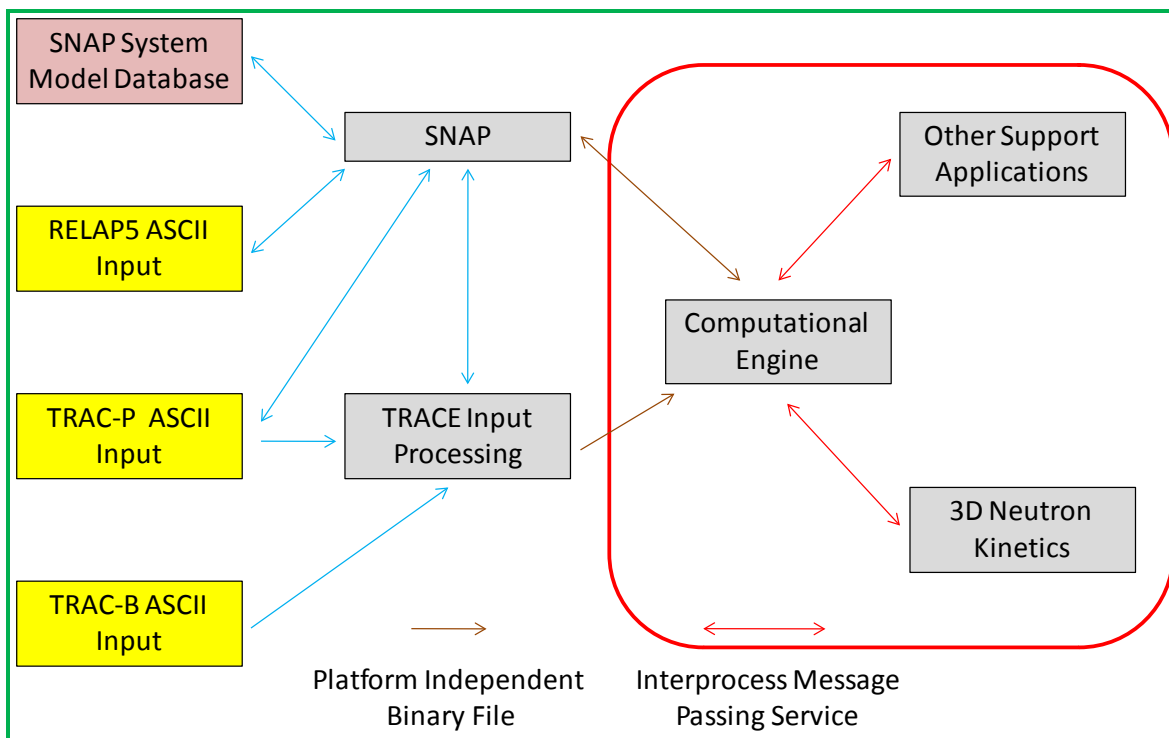 SNAP System
Model Database
SNAP
Other Support
Applications
RELAP5 ASCII
Input
Computational
Engine
TRAC-P ASCII
Input
TRACE Input
Processing
3D Neutron
Kinetics
TRAC-B ASCII
Input
Platform Independent
Binary File
Interprocess Message
Passing Service